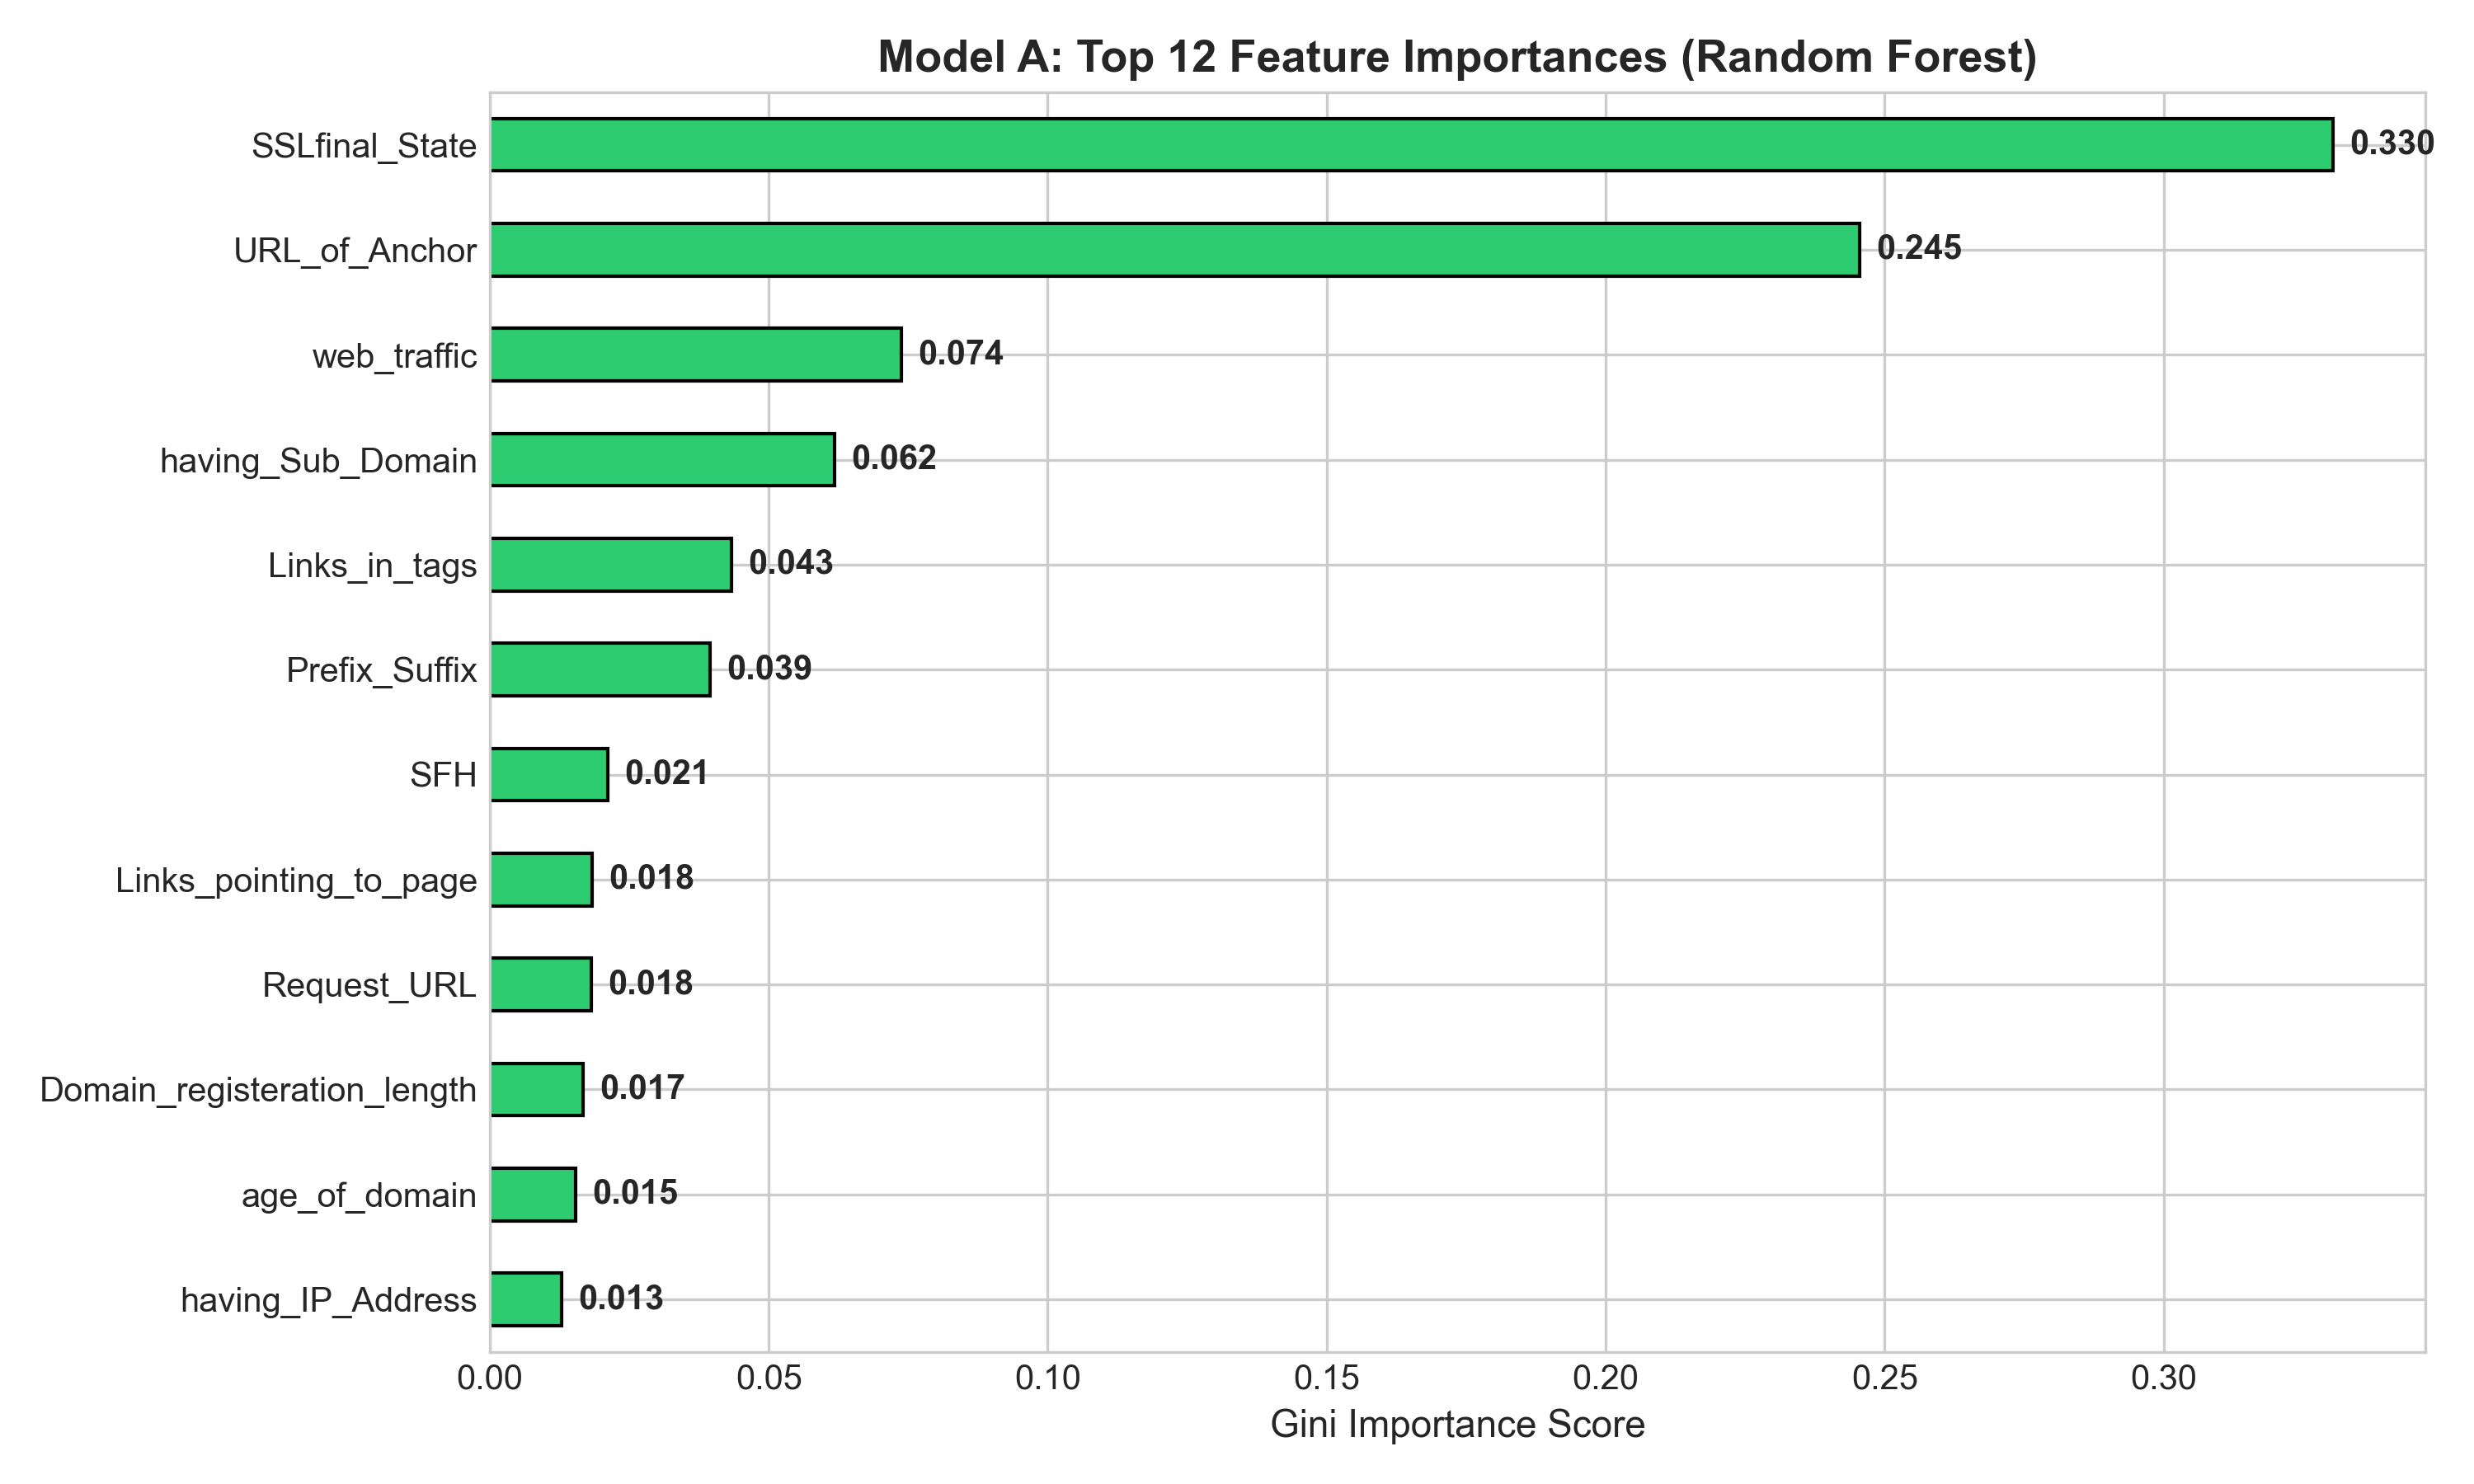 Model A: Top 12 Feature Importances (Random Forest)
SSLfinal_State 0.330
URL_of_Anchor 0.245
web_traffic 0.074
having_Sub_Domain 0.062
Links_in_tags 0.043
Prefix_Suffix 0.039
SFH 0.021
Links_pointing_to_page 0.018
Request_URL 0.018
Domain_registeration_length 0.017
age_of_domain 0.015
having_IP_Address 0.013
0.00 0.05 0.10 0.15 0.20 0.25 0.30
Gini Importance Score